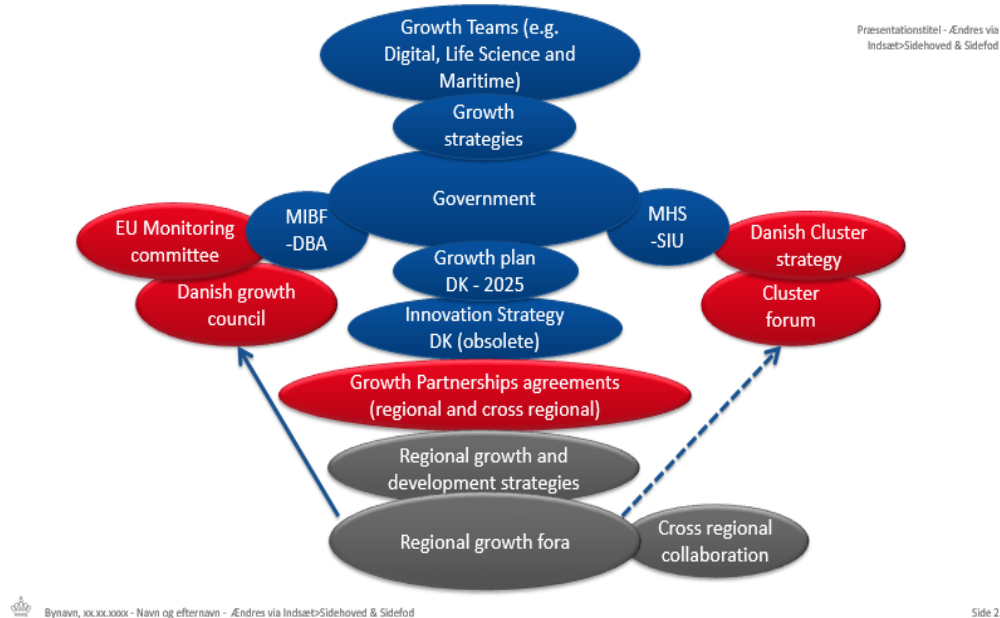 Præsentationstitel - Ændres via
Indsæt>Sidehoved & Sidefod
Growth Teams (e.g.
Digital, Life Science and
Maritime)
Growth
strategies
Government
MIBF
-DBA
MHS
-SIU
EU Monitoring
committee
Danish Cluster
strategy
Growth plan
DK - 2025
Danish growth
council
Cluster
forum
Innovation Strategy
DK (obsolete)
Growth Partnerships agreements
(regional and cross regional)
Regional growth and
development strategies
Regional growth fora
Cross regional
collaboration
Bynavn, xx.xx.xxxx - Navn og efternavn - Ændres via Indsæt>Sidehoved & Sidefod
Side 2